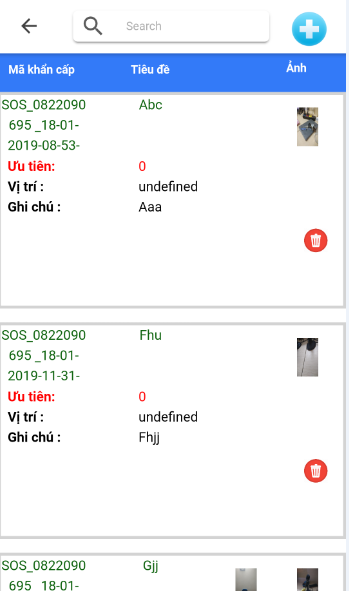 Search
Mã khẩn cấp Tiêu đề Ảnh
SOS_0822090 Abc
695 _18-01-
2019-08-53-
Ưu tiên: 0
Vị trí : undefined
Ghi chú : Aaa
SOS_0822090 Fhu
695 _18-01-
2019-11-31-
Ưu tiên: 0
Vị trí : undefined
Ghi chú : Fhjj
SOS_0822090 Gjj
695 _18-01-